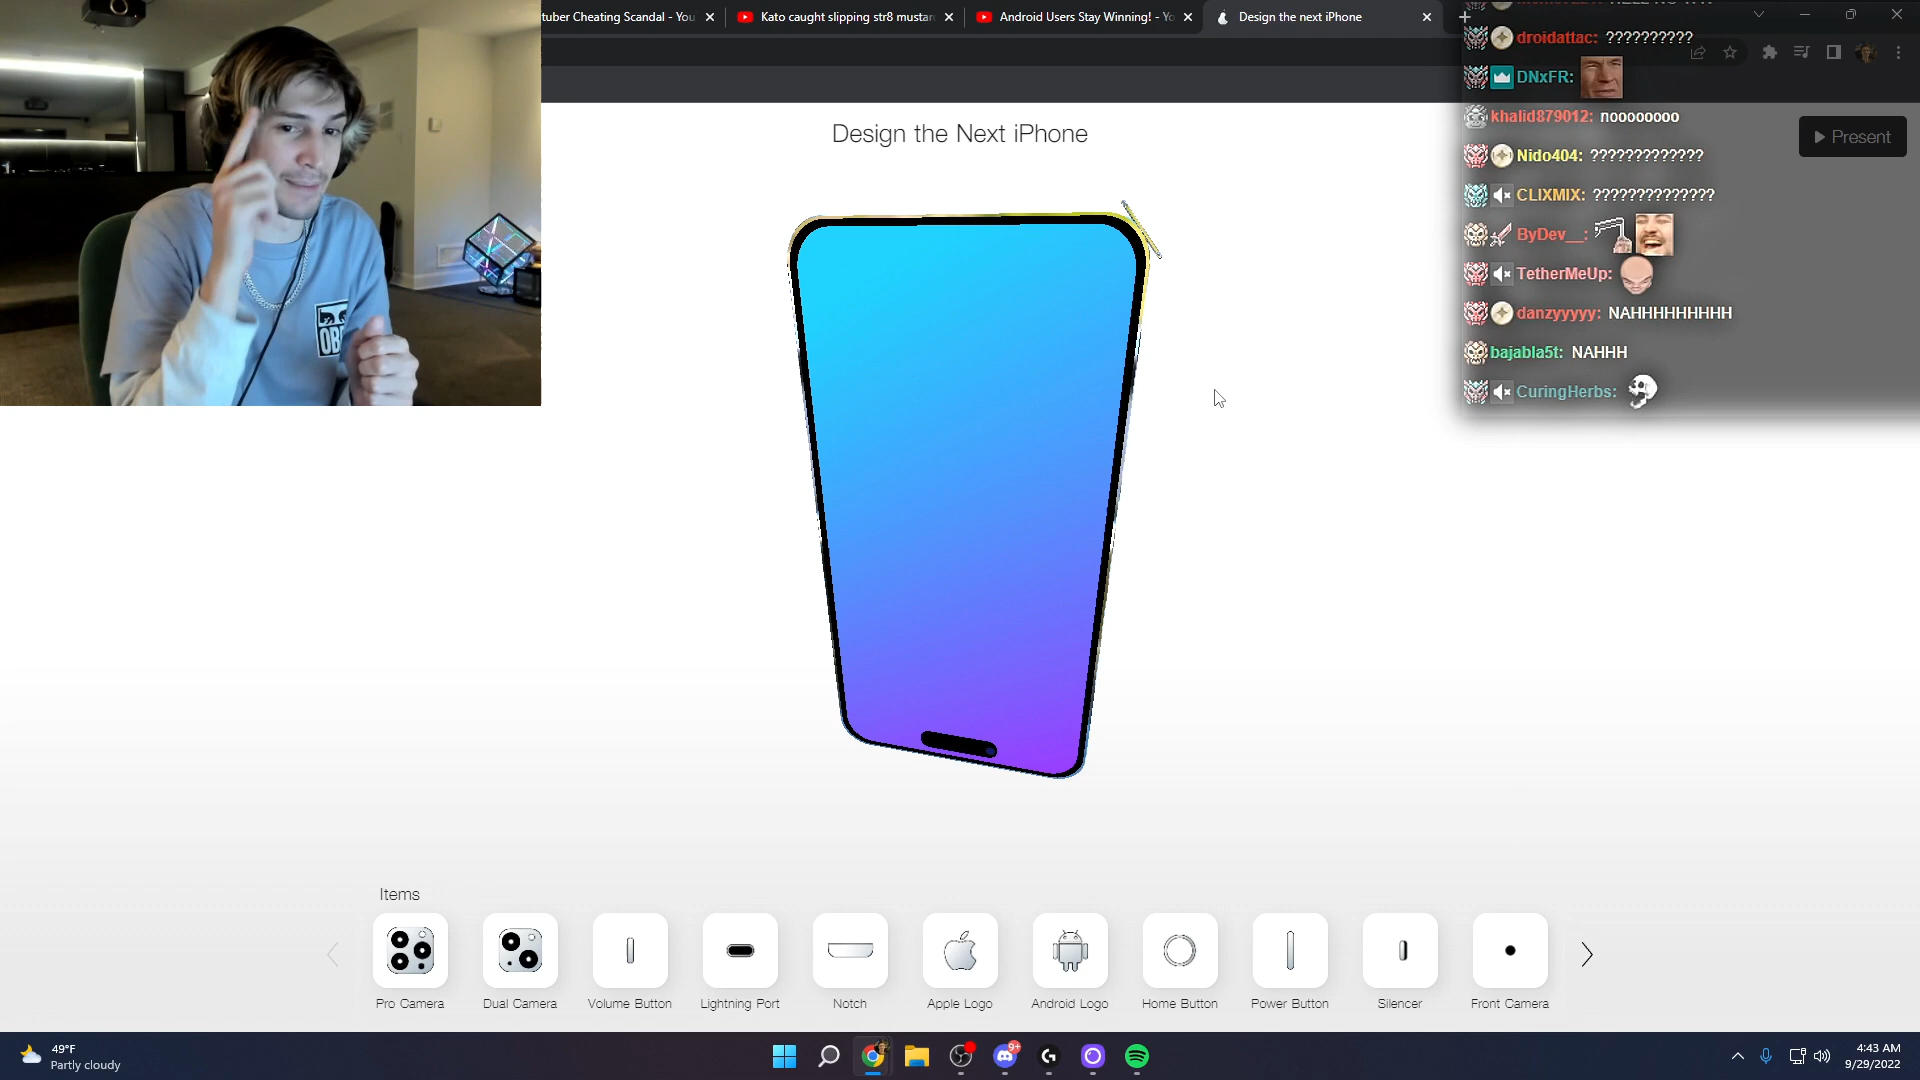 tuber Cheating Scandal - You
Kato caught slipping str8 mustar
Android Users Stay Winning! - Yo
Design the next iPhone
droidattac: ??????????
DNxFR:
khalid879012: noooooooo
Nido404: ?????????????
CLIXMIX: ??????????????
ByDev__:
TetherMeUp:
danzyyyyy: NAHHHHHHHHH
bajabla5t: NAHHH
CuringHerbs:
Present
Design the Next iPhone
Items
Pro Camera
Dual Camera
Volume Button
Lightning Port
Notch
Apple Logo
Android Logo
Home Button
Power Button
Silencer
Front Camera
49°F
Partly cloudy
9+
4:43 AM
9/29/2022